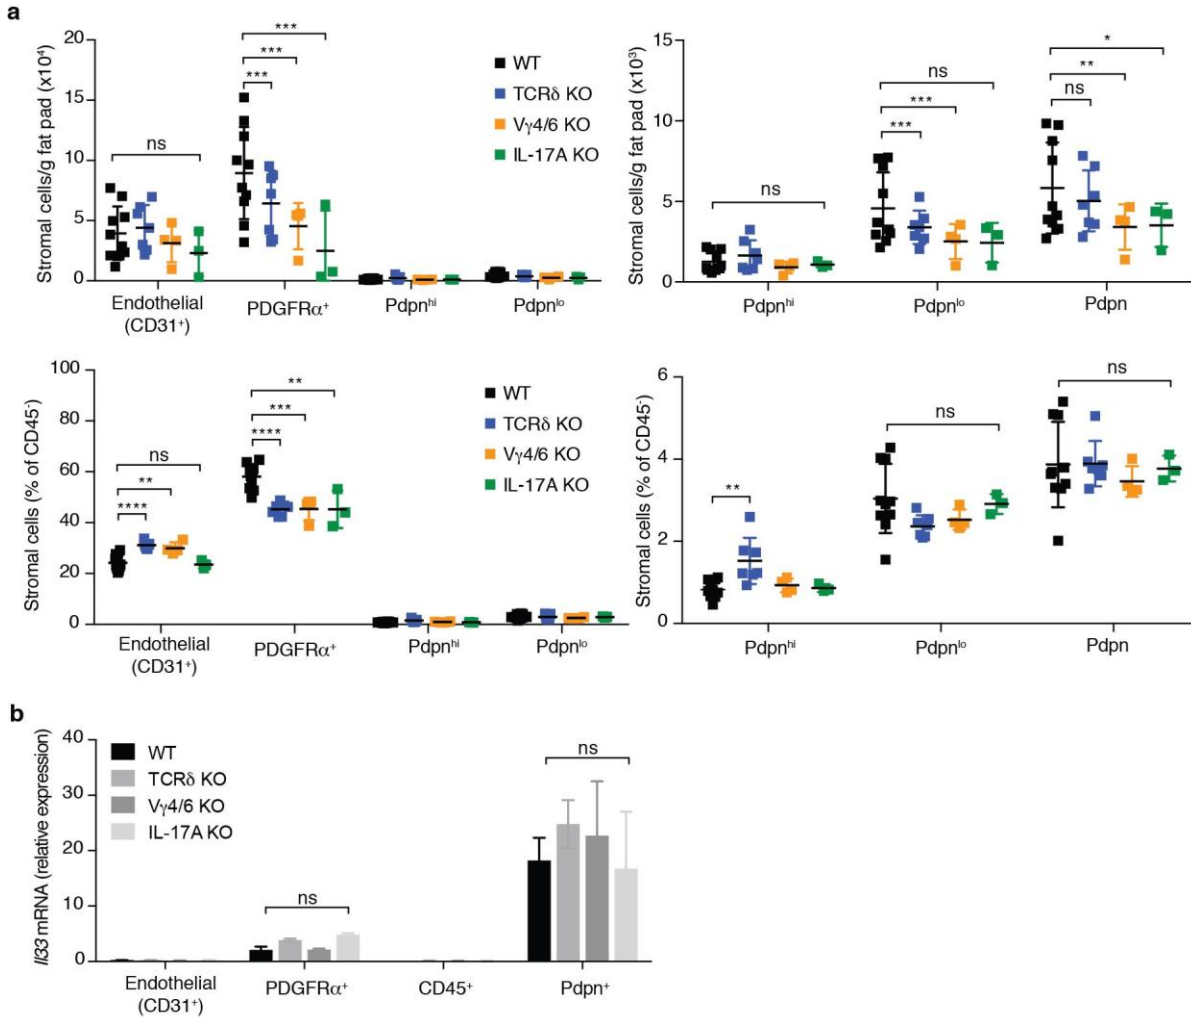 a
Stromal cells/g fat pad (x10⁴)
20
15
10
5
0
ns
***
***
***
WT
TCRδ KO
Vγ4/6 KO
IL-17A KO
Endothelial
(CD31⁺)
PDGFRα⁺
Pdpnʰⁱ
Pdpnˡᵒ
Stromal cells/g fat pad (x10³)
15
10
5
0
ns
ns
***
***
*
**
ns
Pdpnʰⁱ
Pdpnˡᵒ
Pdpn
Stromal cells (% of CD45⁻)
100
80
60
40
20
0
ns
**
****
**
***
****
WT
TCRδ KO
Vγ4/6 KO
IL-17A KO
Endothelial
(CD31⁺)
PDGFRα⁺
Pdpnʰⁱ
Pdpnˡᵒ
Stromal cells (% of CD45⁻)
6
4
2
0
**
ns
ns
Pdpnʰⁱ
Pdpnˡᵒ
Pdpn
b
Il33 mRNA (relative expression)
40
30
20
10
0
WT
TCRδ KO
Vγ4/6 KO
IL-17A KO
ns
ns
Endothelial
(CD31⁺)
PDGFRα⁺
CD45⁺
Pdpn⁺